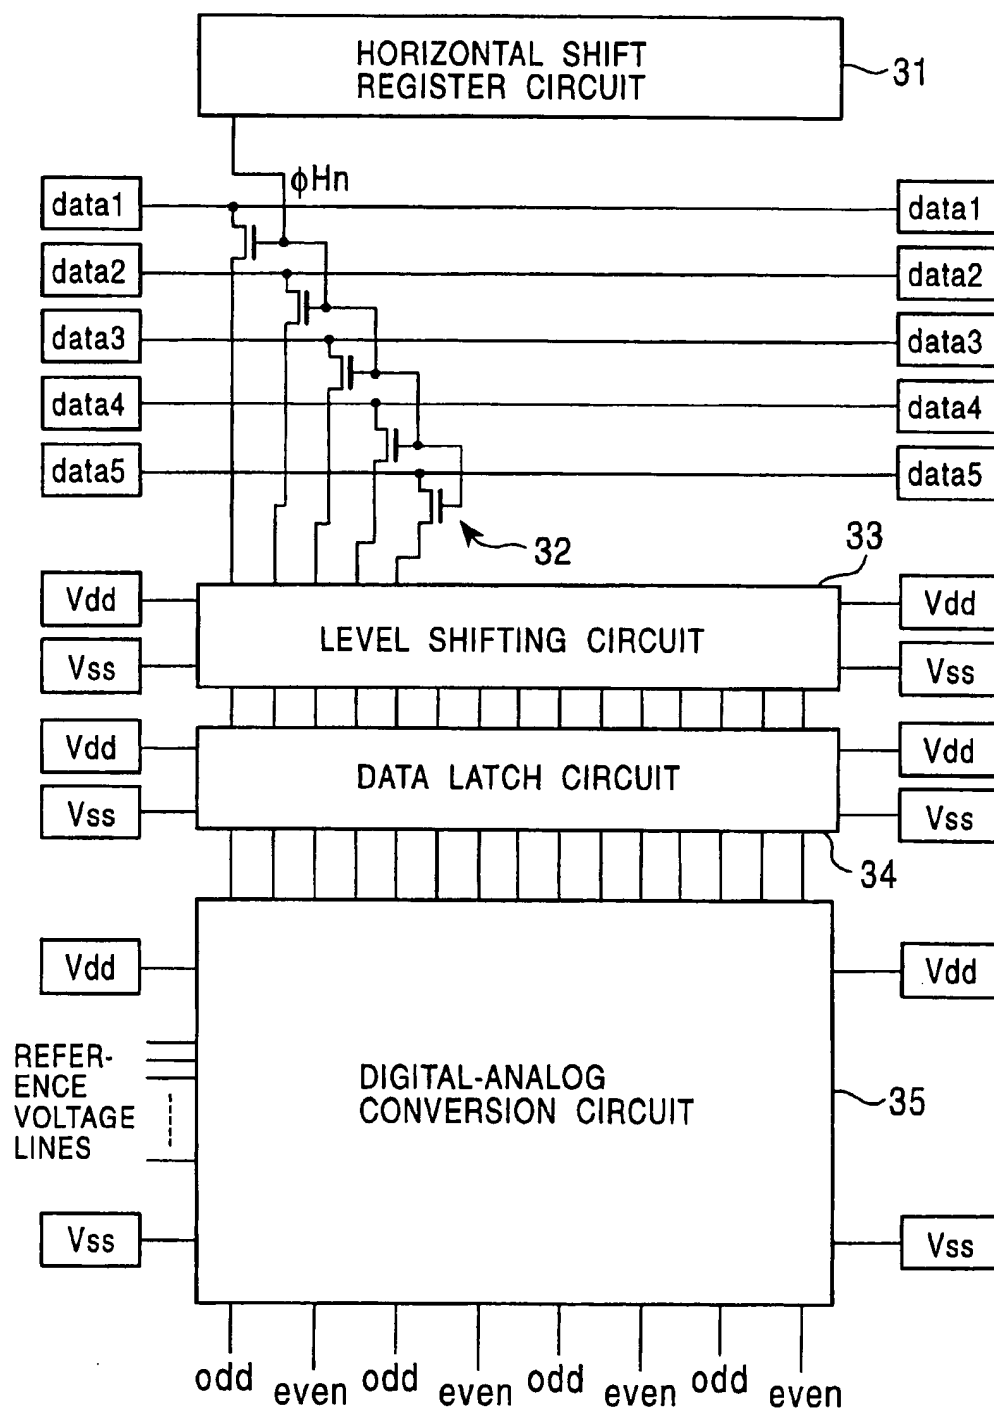 HORIZONTAL SHIFT
REGISTER CIRCUIT
31
φHn
data1
data1
data2
data2
data3
data3
data4
data4
data5
data5
32
33
Vdd
Vdd
LEVEL SHIFTING CIRCUIT
Vss
Vss
Vdd
Vdd
DATA LATCH CIRCUIT
Vss
Vss
34
Vdd
Vdd
REFER-
ENCE
VOLTAGE
LINES
DIGITAL-ANALOG
CONVERSION CIRCUIT
35
Vss
Vss
odd even odd even odd even odd even